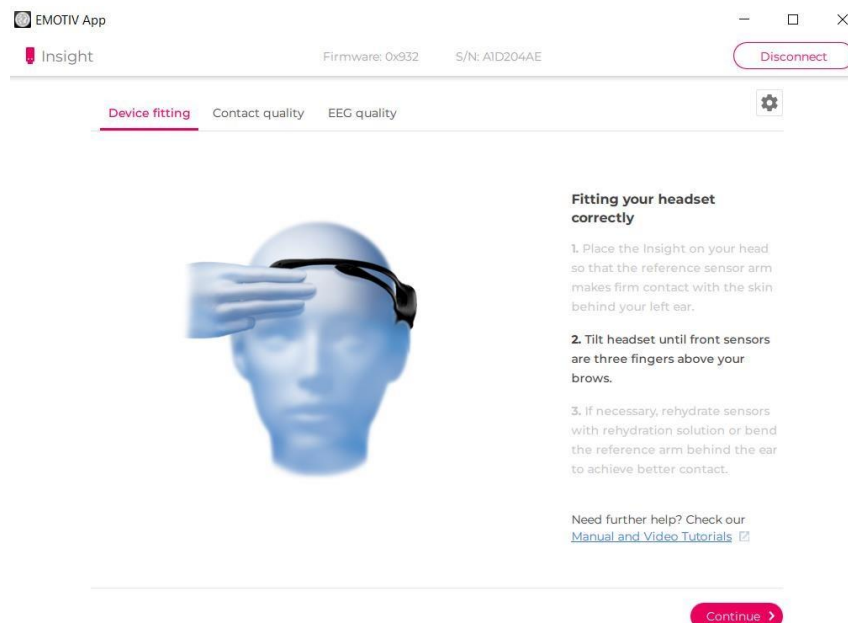 EMOTIV App
Insight
Firmware: 0x932
S/N: A1D204AE
Disconnect
Device fitting
Contact quality
EEG quality
Fitting your headset
correctly
1. Place the Insight on your head
so that the reference sensor arm
makes firm contact with the skin
behind your left ear.
2. Tilt headset until front sensors
are three fingers above your
brows.
3. If necessary, rehydrate sensors
with rehydration solution or bend
the reference arm behind the ear
to achieve better contact.
Need further help? Check our
Manual and Video Tutorials
Continue